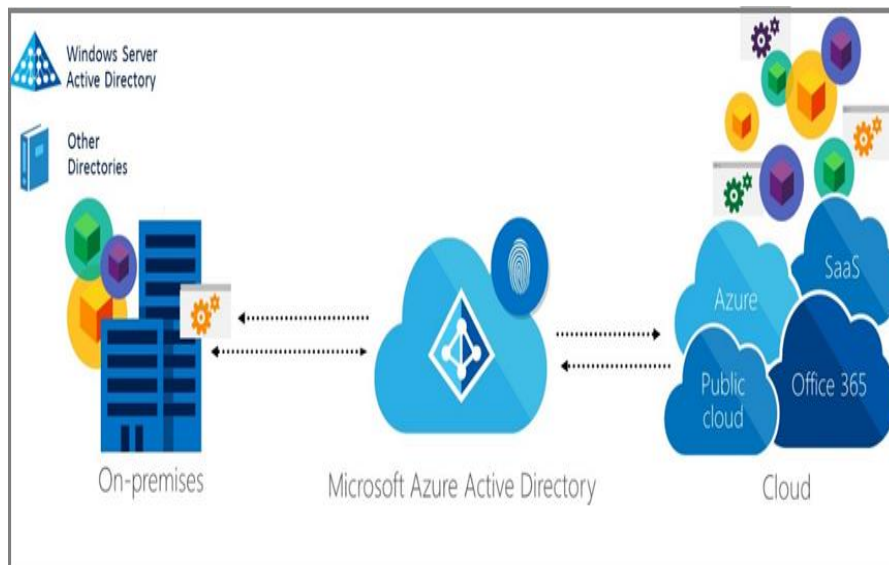 Windows Server
Active Directory
Other
Directories
On-premises
Microsoft Azure Active Directory
Azure
SaaS
Public
cloud
Office 365
Cloud